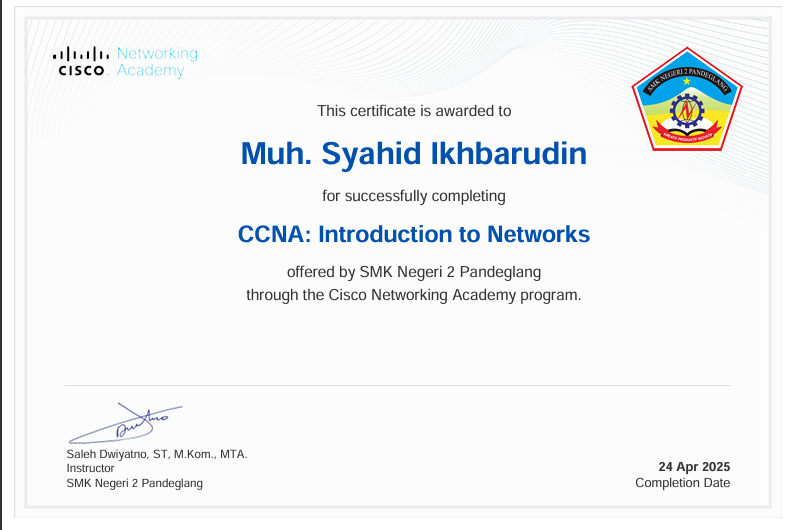 CISCO
Networking
Academy
SMK NEGERI 2 PANDEGLANG
This certificate is awarded to
Muh. Syahid Ikhbarudin
for successfully completing
CCNA: Introduction to Networks
offered by SMK Negeri 2 Pandeglang
through the Cisco Networking Academy program.
Saleh Dwiyatno, ST, M.Kom., MTA.
Instructor
SMK Negeri 2 Pandeglang
24 Apr 2025
Completion Date